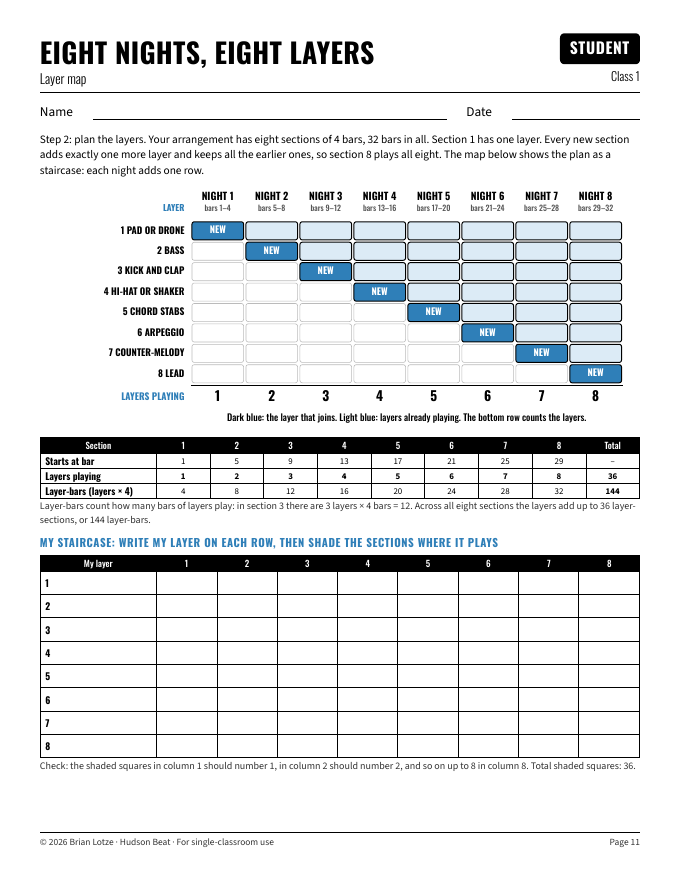 EIGHT NIGHTS, EIGHT LAYERS
STUDENT
Layer map
Class 1
Name
Date
Step 2: plan the layers. Your arrangement has eight sections of 4 bars, 32 bars in all. Section 1 has one layer. Every new section
adds exactly one more layer and keeps all the earlier ones, so section 8 plays all eight. The map below shows the plan as a
staircase: each night adds one row.
NIGHT 1 NIGHT 2 NIGHT 3 NIGHT 4 NIGHT 5 NIGHT 6 NIGHT 7 NIGHT 8
LAYER bars 1–4 bars 5–8 bars 9–12 bars 13–16 bars 17–20 bars 21–24 bars 25–28 bars 29–32
1 PAD OR DRONE NEW
2 BASS NEW
3 KICK AND CLAP NEW
4 HI-HAT OR SHAKER NEW
5 CHORD STABS NEW
6 ARPEGGIO NEW
7 COUNTER-MELODY NEW
8 LEAD NEW
LAYERS PLAYING 1 2 3 4 5 6 7 8
Dark blue: the layer that joins. Light blue: layers already playing. The bottom row counts the layers.
Section 1 2 3 4 5 6 7 8 Total
Starts at bar 1 5 9 13 17 21 25 29 –
Layers playing 1 2 3 4 5 6 7 8 36
Layer-bars (layers × 4) 4 8 12 16 20 24 28 32 144
Layer-bars count how many bars of layers play: in section 3 there are 3 layers × 4 bars = 12. Across all eight sections the layers add up to 36 layer-
sections, or 144 layer-bars.
MY STAIRCASE: WRITE MY LAYER ON EACH ROW, THEN SHADE THE SECTIONS WHERE IT PLAYS
My layer 1 2 3 4 5 6 7 8
1
2
3
4
5
6
7
8
Check: the shaded squares in column 1 should number 1, in column 2 should number 2, and so on up to 8 in column 8. Total shaded squares: 36.
© 2026 Brian Lotze · Hudson Beat · For single-classroom use
Page 11